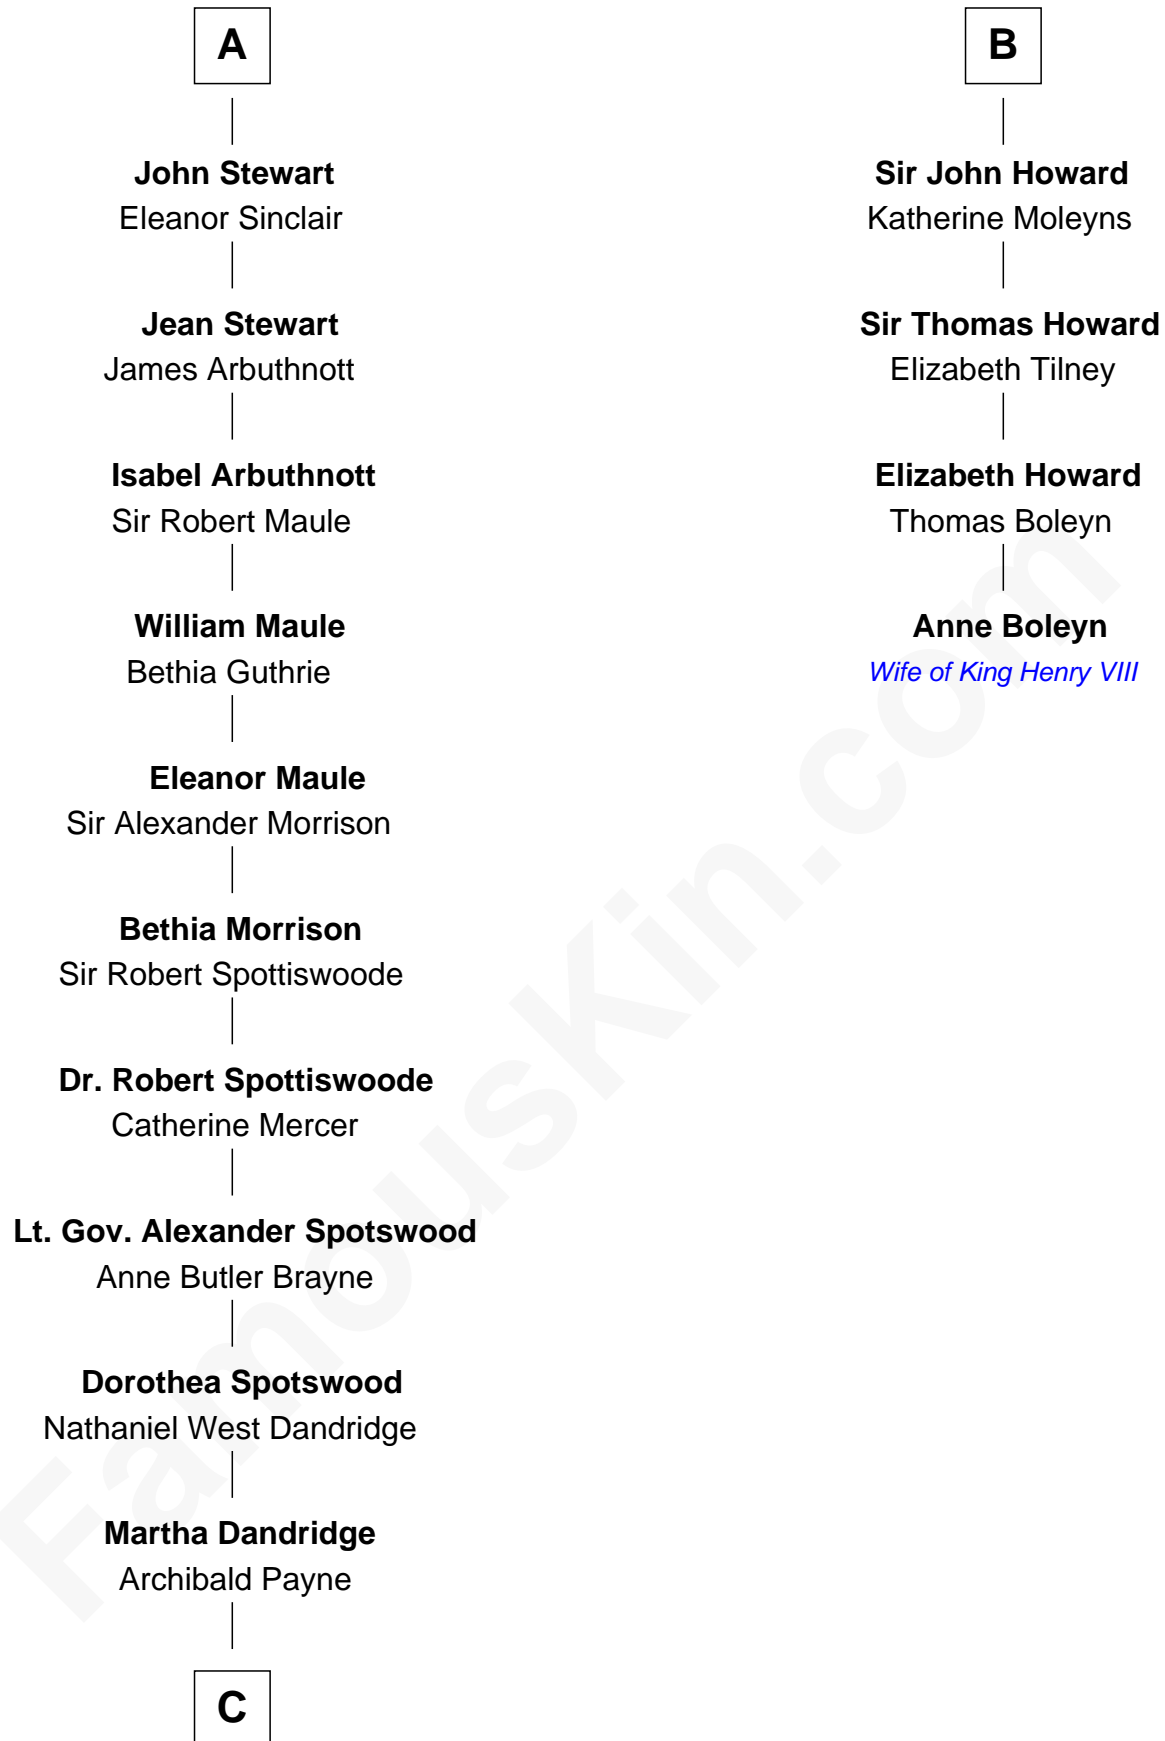 A
John Stewart
Eleanor Sinclair
Jean Stewart
James Arbuthnott
Isabel Arbuthnott
Sir Robert Maule
William Maule
Bethia Guthrie
Eleanor Maule
Sir Alexander Morrison
Bethia Morrison
Sir Robert Spottiswoode
Dr. Robert Spottiswoode
Catherine Mercer
Lt. Gov. Alexander Spotswood
Anne Butler Brayne
Dorothea Spotswood
Nathaniel West Dandridge
Martha Dandridge
Archibald Payne
C
B
Sir John Howard
Katherine Moleyns
Sir Thomas Howard
Elizabeth Tilney
Elizabeth Howard
Thomas Boleyn
Anne Boleyn
Wife of King Henry VIII
FamousKin.com